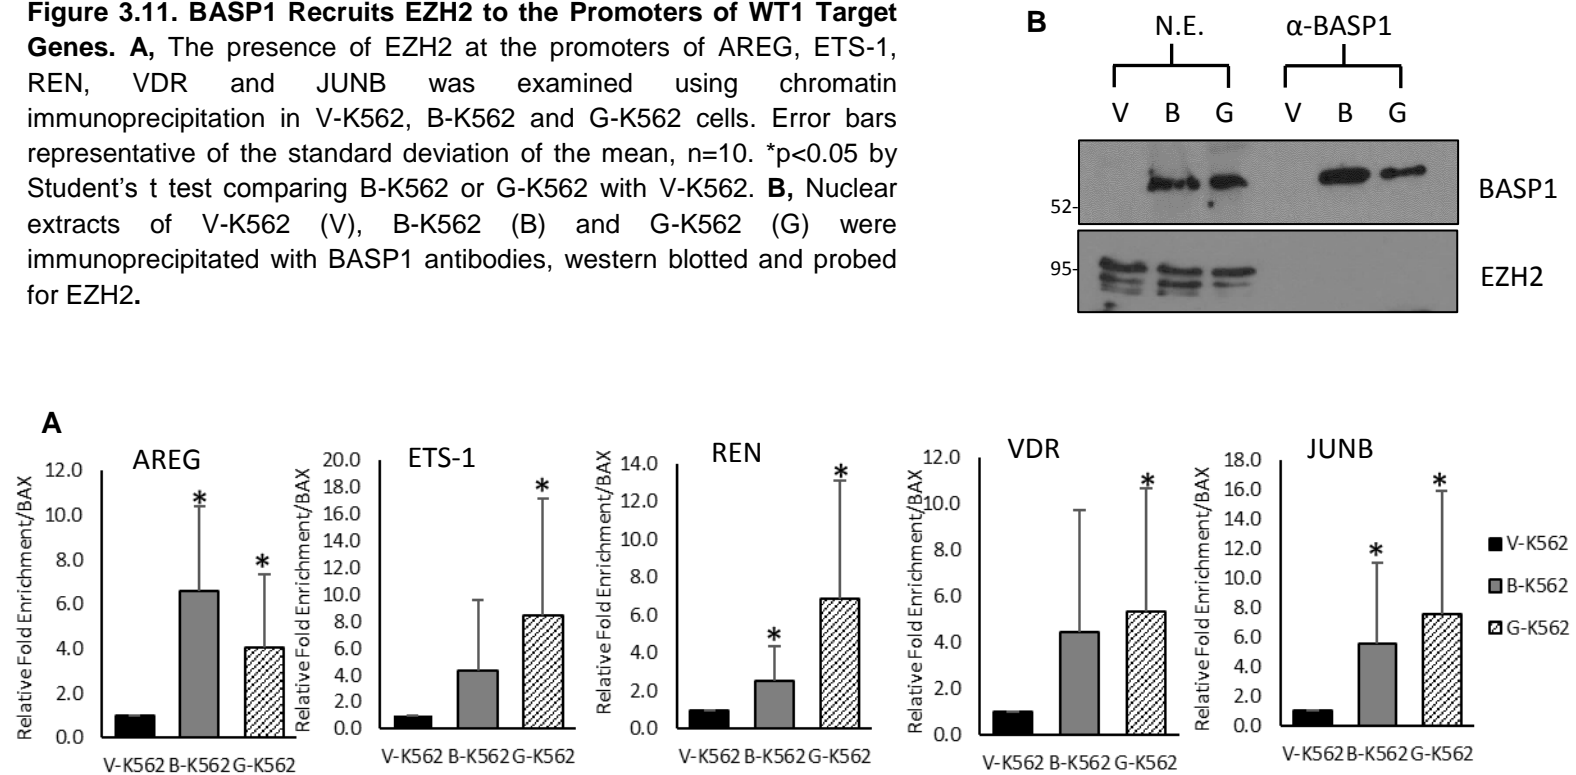 Figure 3.11. BASP1 Recruits EZH2 to the Promoters of WT1 Target
Genes. A, The presence of EZH2 at the promoters of AREG, ETS-1,
REN, VDR and JUNB was examined using chromatin
immunoprecipitation in V-K562, B-K562 and G-K562 cells. Error bars
representative of the standard deviation of the mean, n=10. *p<0.05 by
Student's t test comparing B-K562 or G-K562 with V-K562. B, Nuclear
extracts of V-K562 (V), B-K562 (B) and G-K562 (G) were
immunoprecipitated with BASP1 antibodies, western blotted and probed
for EZH2.
B
N.E. α-BASP1
V B G V B G
52-
BASP1
95-
EZH2
A
AREG
Relative Fold Enrichment/BAX
12.0
10.0
8.0
6.0
4.0
2.0
0.0
*
*
V-K562 B-K562 G-K562
ETS-1
Relative Fold Enrichment/BAX
20.0
18.0
16.0
14.0
12.0
10.0
8.0
6.0
4.0
2.0
0.0
*
V-K562 B-K562 G-K562
REN
Relative Fold Enrichment/BAX
14.0
12.0
10.0
8.0
6.0
4.0
2.0
0.0
*
*
V-K562 B-K562 G-K562
VDR
Relative Fold Enrichment/BAX
12.0
10.0
8.0
6.0
4.0
2.0
0.0
*
V-K562 B-K562 G-K562
JUNB
Relative Fold Enrichment/BAX
18.0
16.0
14.0
12.0
10.0
8.0
6.0
4.0
2.0
0.0
*
*
V-K562 B-K562 G-K562
V-K562
B-K562
G-K562